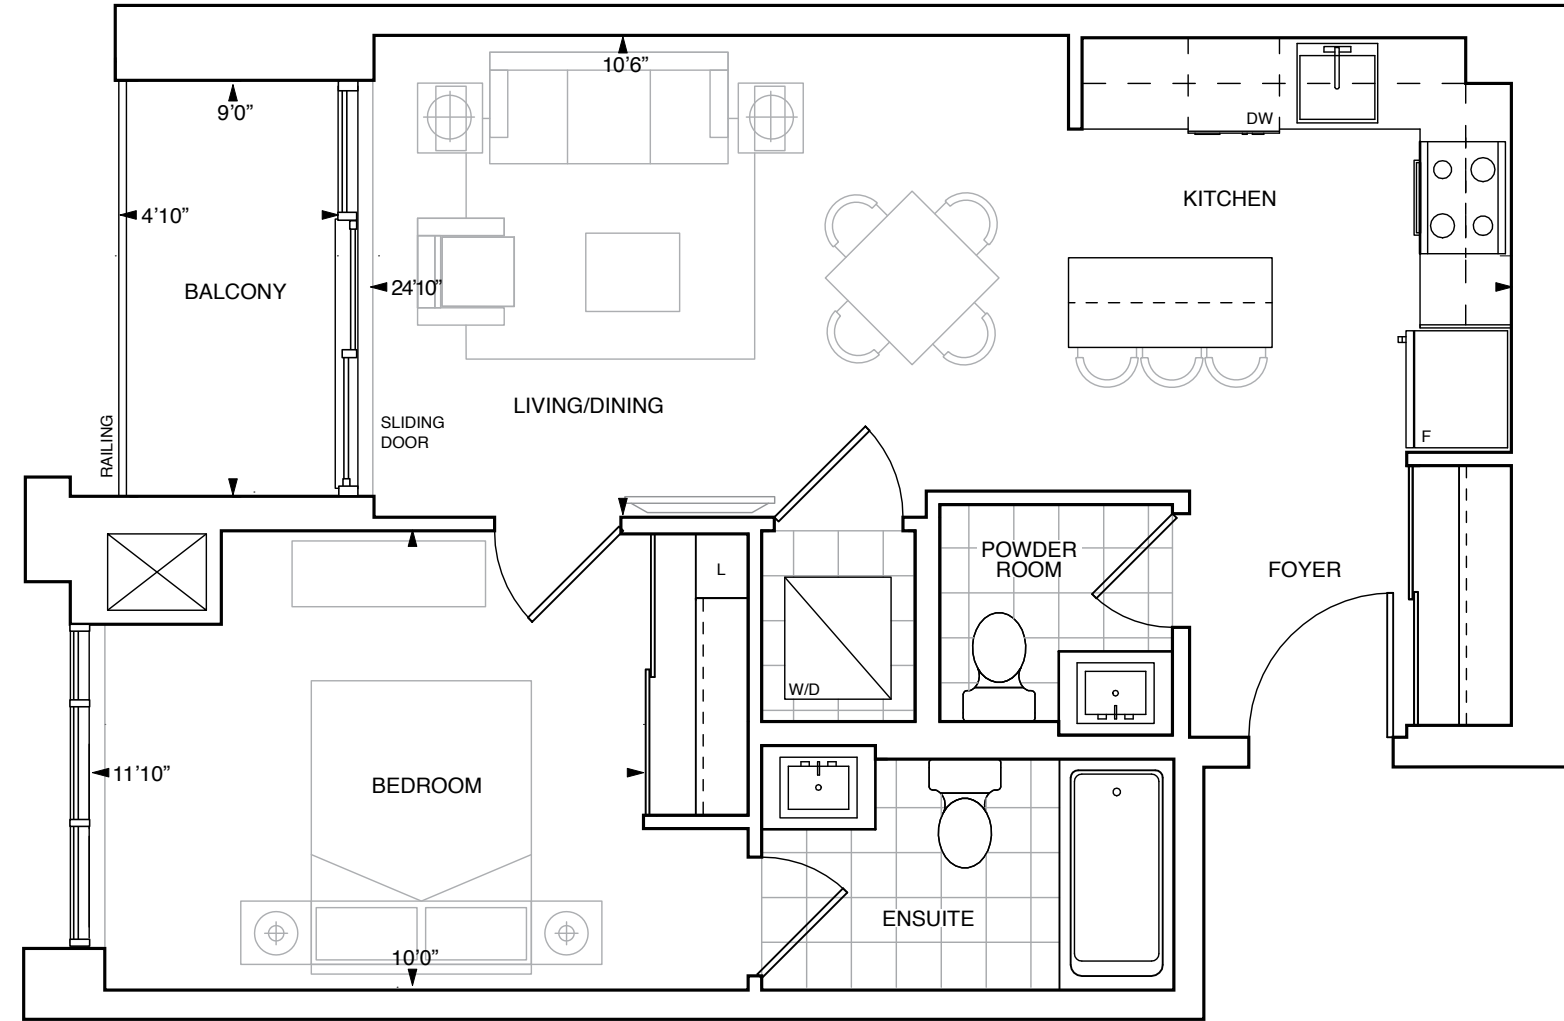 10'6”
9'0”
DW
4'10”
KITCHEN
BALCONY
24'10”
LIVING/DINING
SLIDING
DOOR
RAILING
F
POWDER
ROOM
L
FOYER
W/D
11'10”
BEDROOM
ENSUITE
10'0”